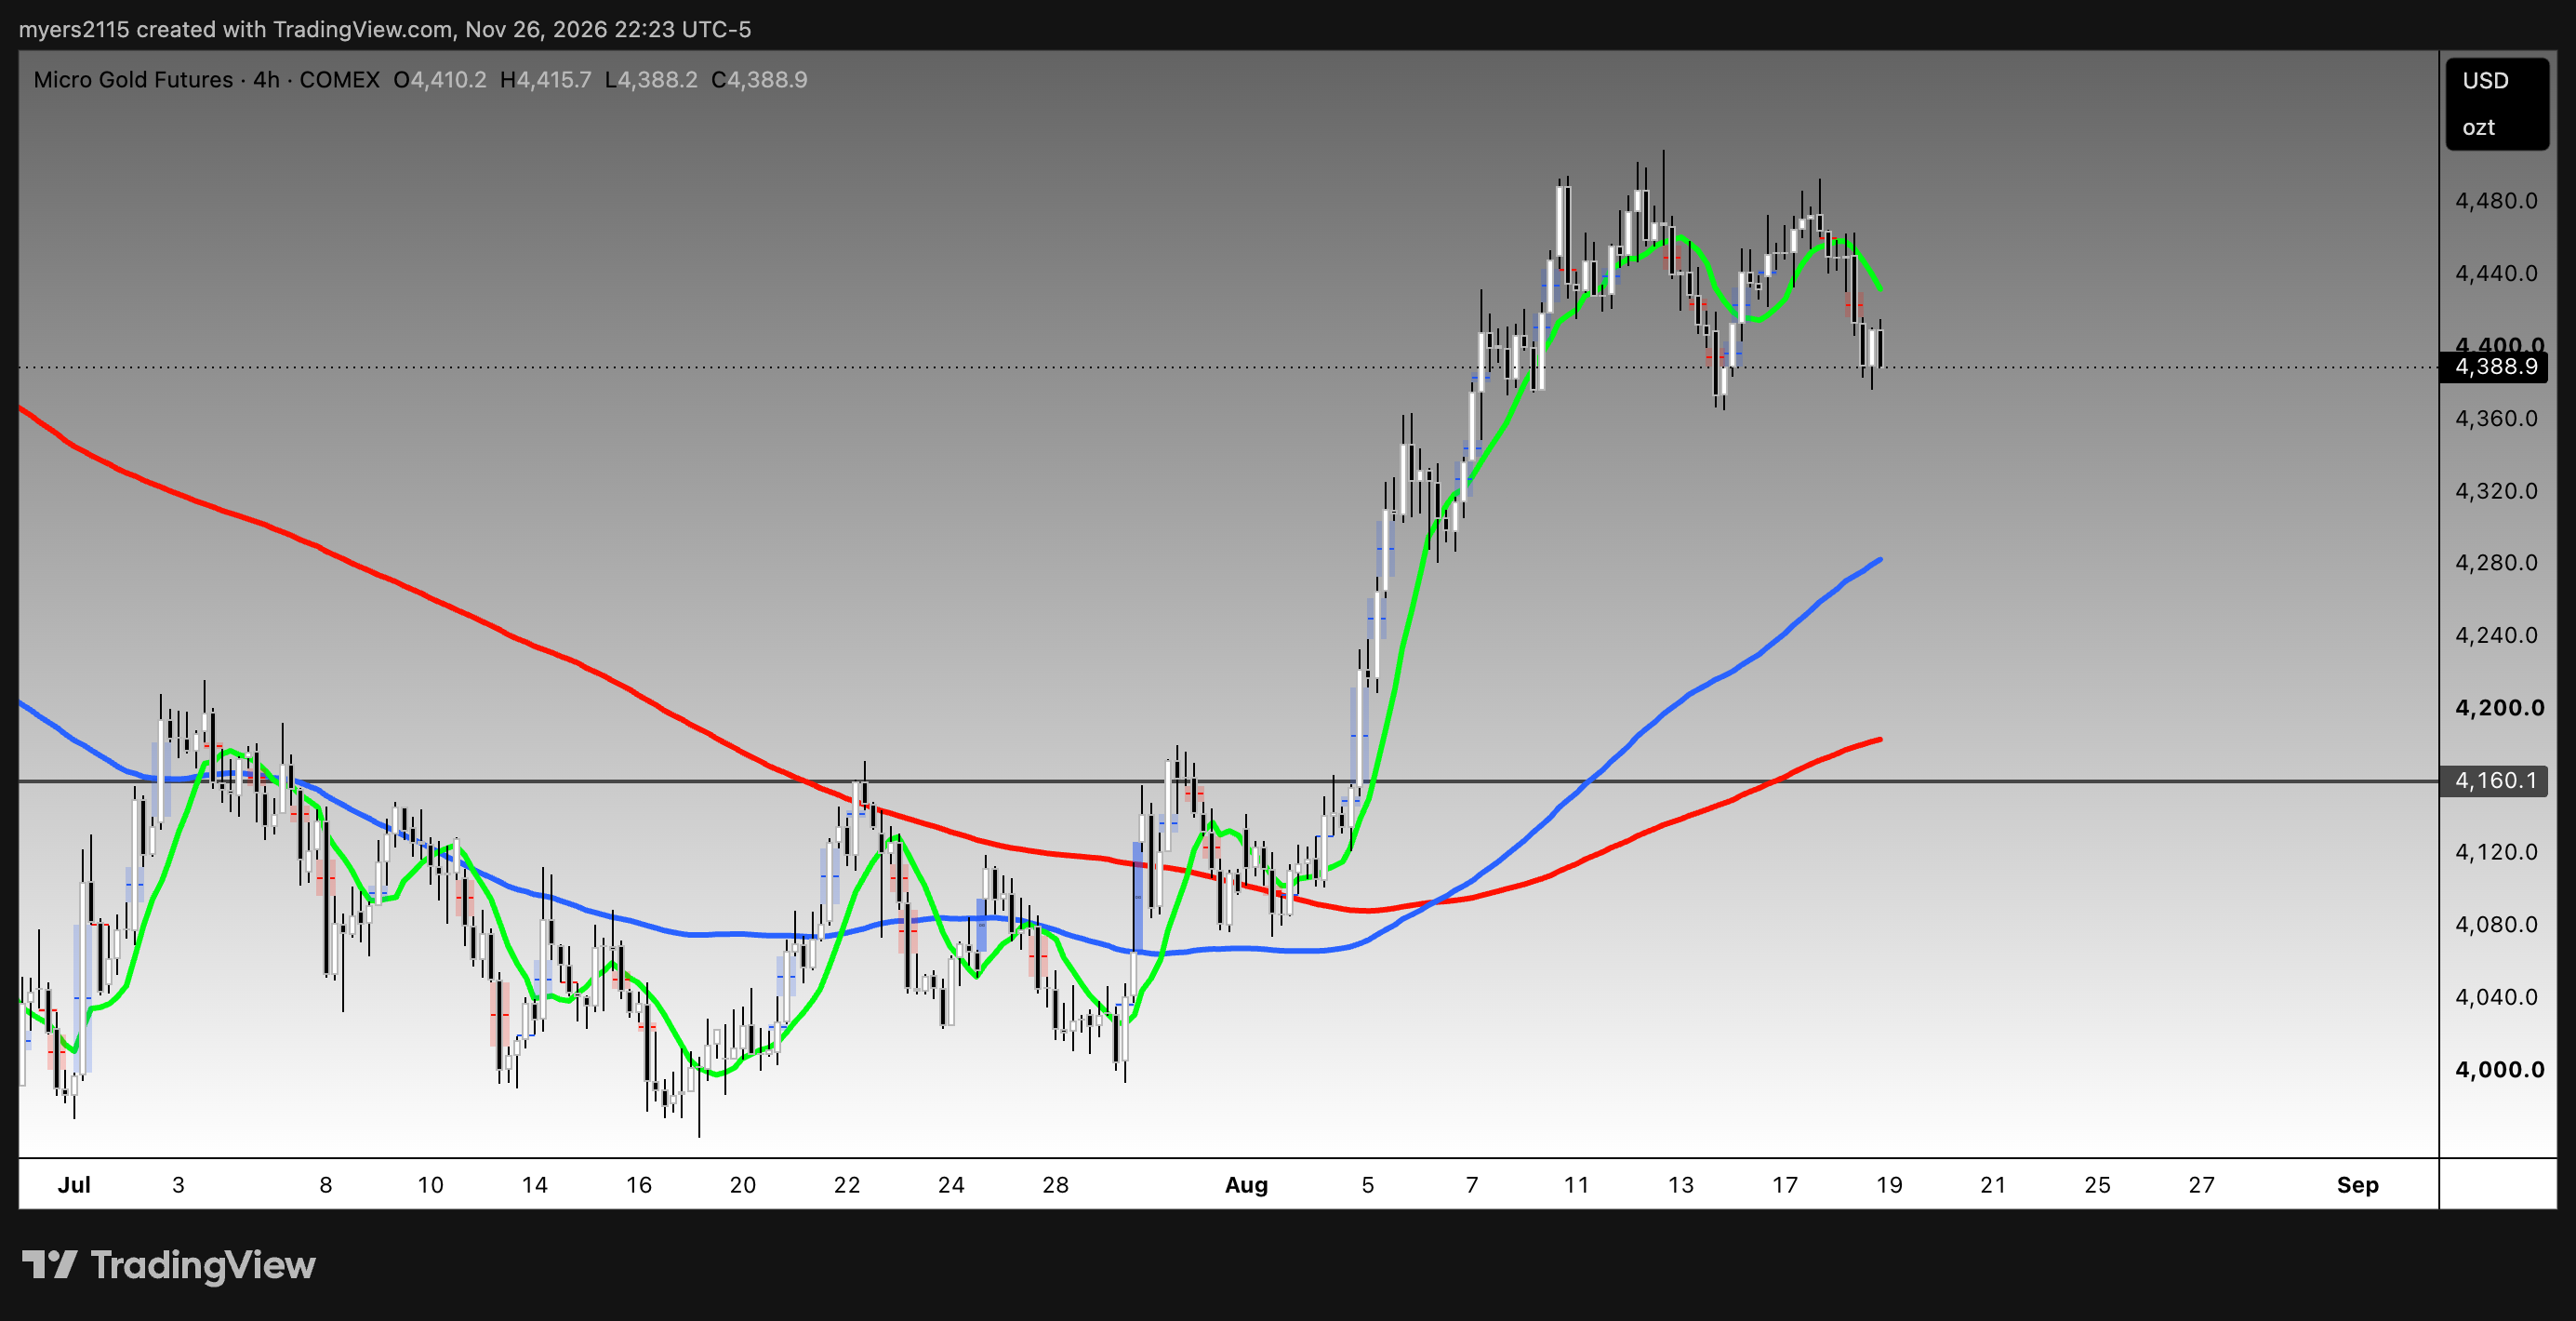 myers2115 created with TradingView.com, Nov 26, 2026 22:23 UTC-5
Micro Gold Futures · 4h · COMEX O4,410.2 H4,415.7 L4,388.2 C4,388.9
USD
ozt
4,480.0
4,440.0
4,400.0
4,388.9
4,360.0
4,320.0
4,280.0
4,240.0
4,200.0
4,160.1
4,120.0
4,080.0
4,040.0
4,000.0
Jul 3 8 10 14 16 20 22 24 28 Aug 5 7 11 13 17 19 21 25 27 Sep
TradingView